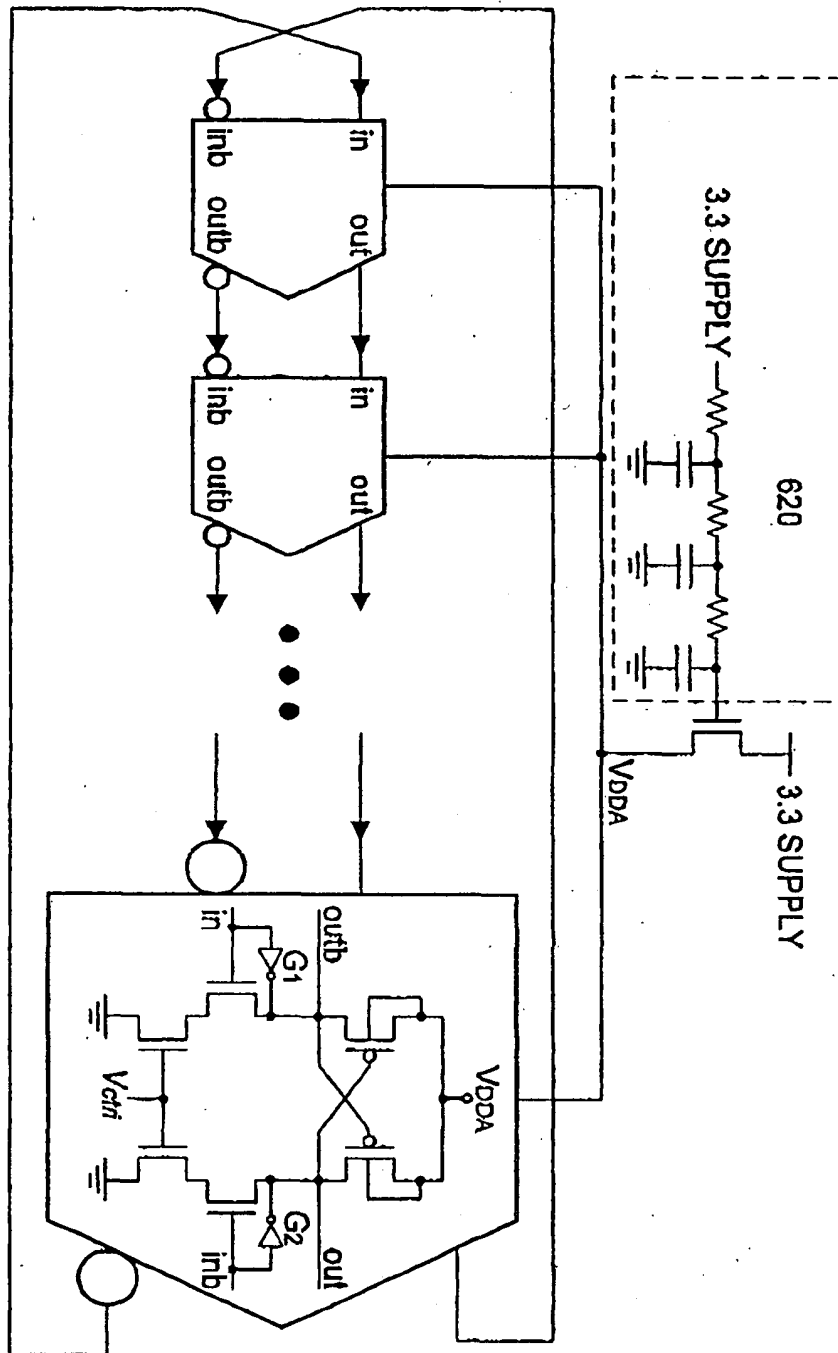 3.3 SUPPLY
620
3.3 SUPPLY
VDDA
in
inb
out
outb
in
inb
out
outb
in
outb
G1
VDDA
Vctrl
G2
inb
out